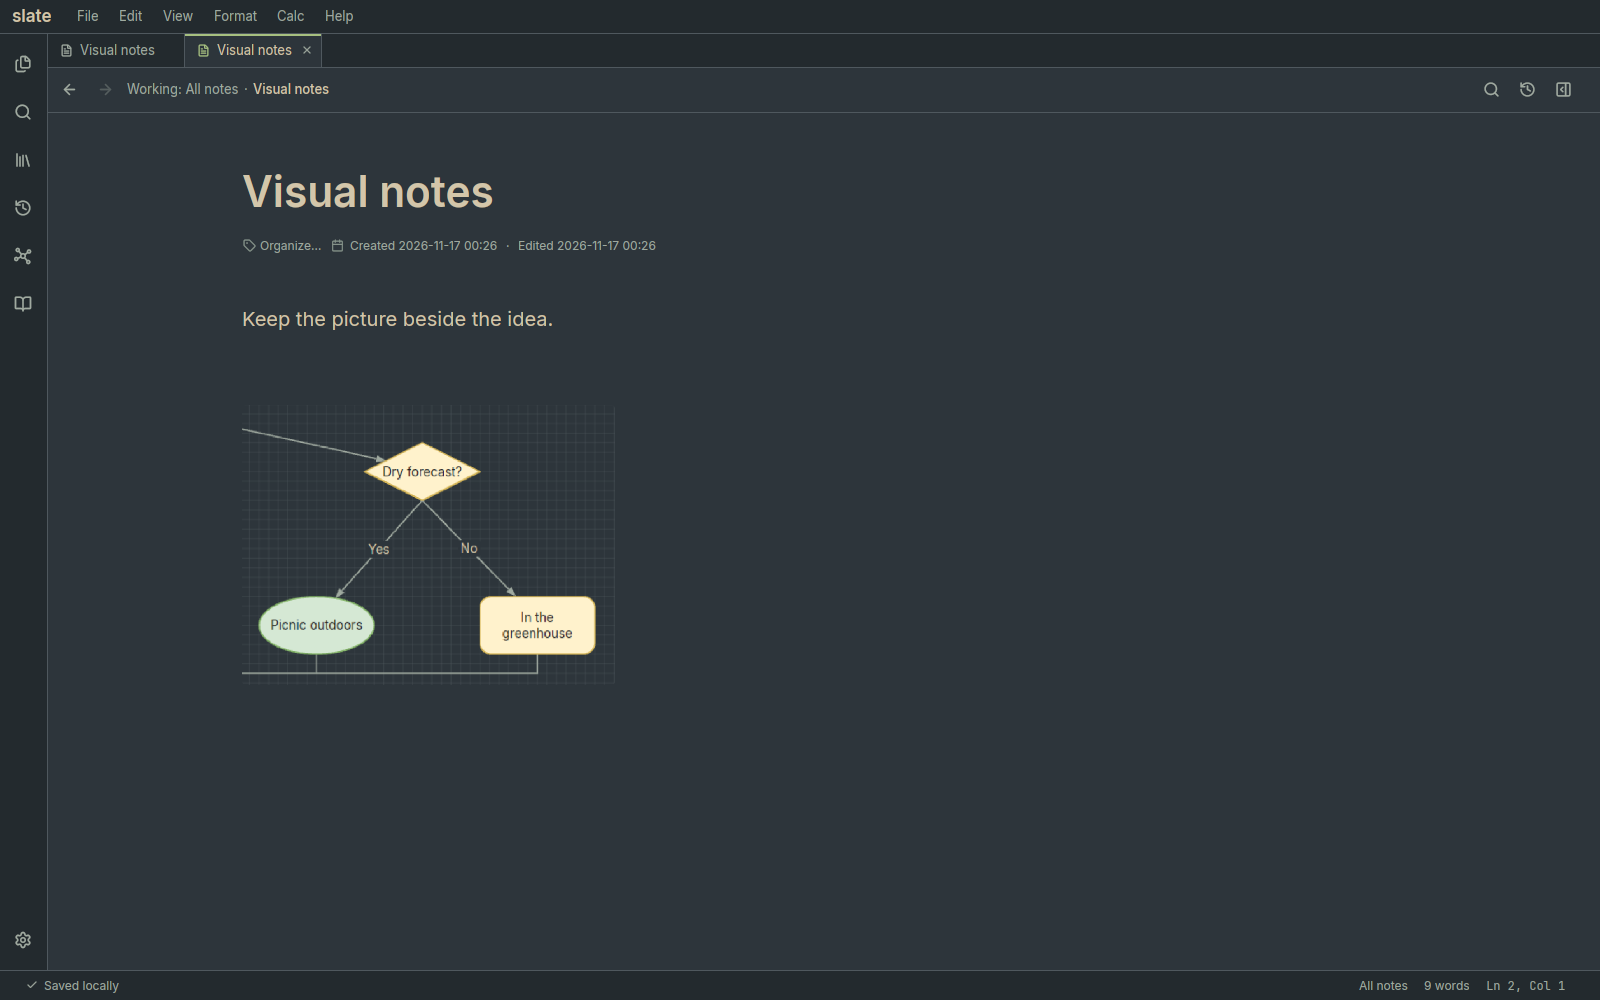 slate File Edit View Format Calc Help
Visual notes Visual notes
Working: All notes · Visual notes
Visual notes
Organize... Created 2026-11-17 00:26 · Edited 2026-11-17 00:26
Keep the picture beside the idea.
Dry forecast?
Yes No
Picnic outdoors
In the
greenhouse
Saved locally All notes 9 words Ln 2, Col 1